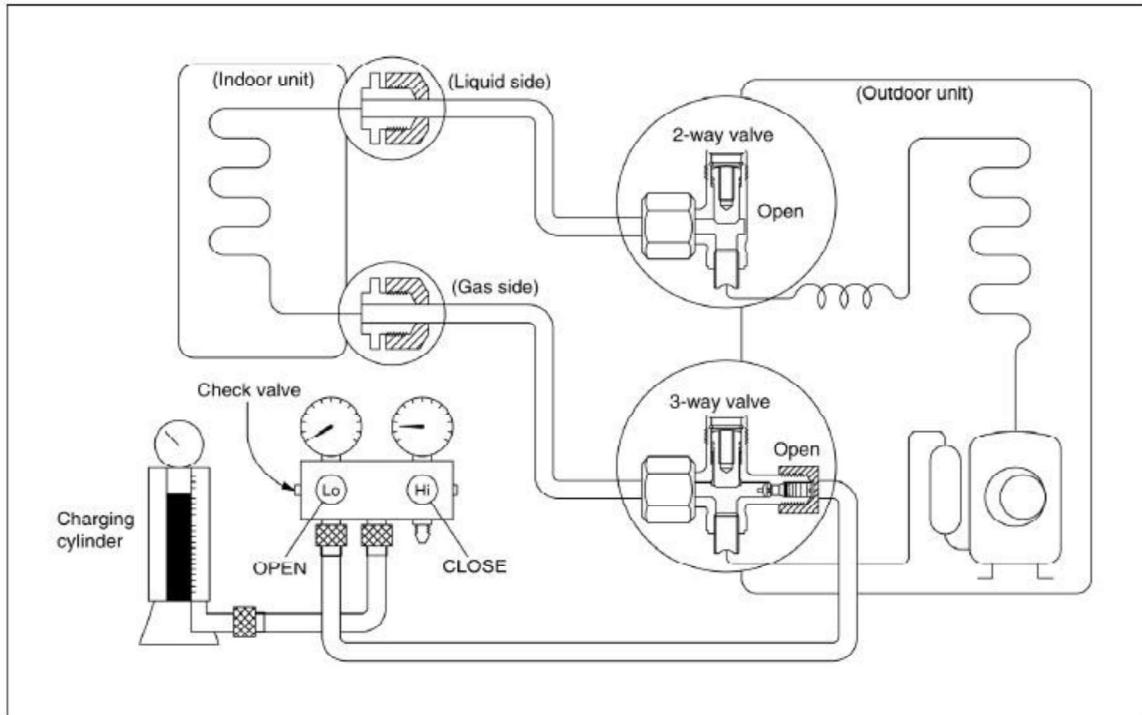 (Indoor unit)
(Liquid side)
(Outdoor unit)
2-way valve
Open
(Gas side)
Check valve
3-way valve
Open
Lo
Hi
Charging
cylinder
OPEN
CLOSE